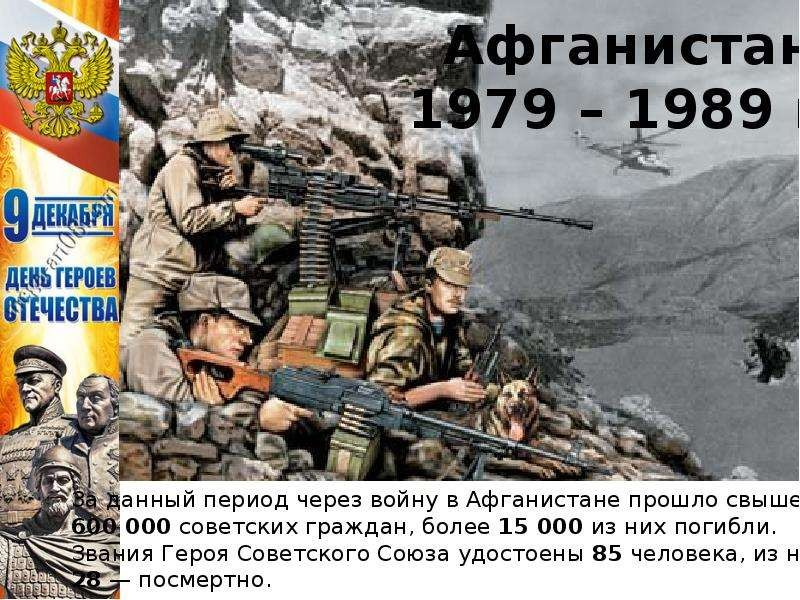 Афганистан
1979 – 1989
9 ДЕКАБРЯ
ДЕНЬ ГЕРОЕВ
ОТЕЧЕСТВА
За данный период через войну в Афганистане прошло свыше
600 000 советских граждан, более 15 000 из них погибли.
Звания Героя Советского Союза удостоены 85 человека, из
28 — посмертно.